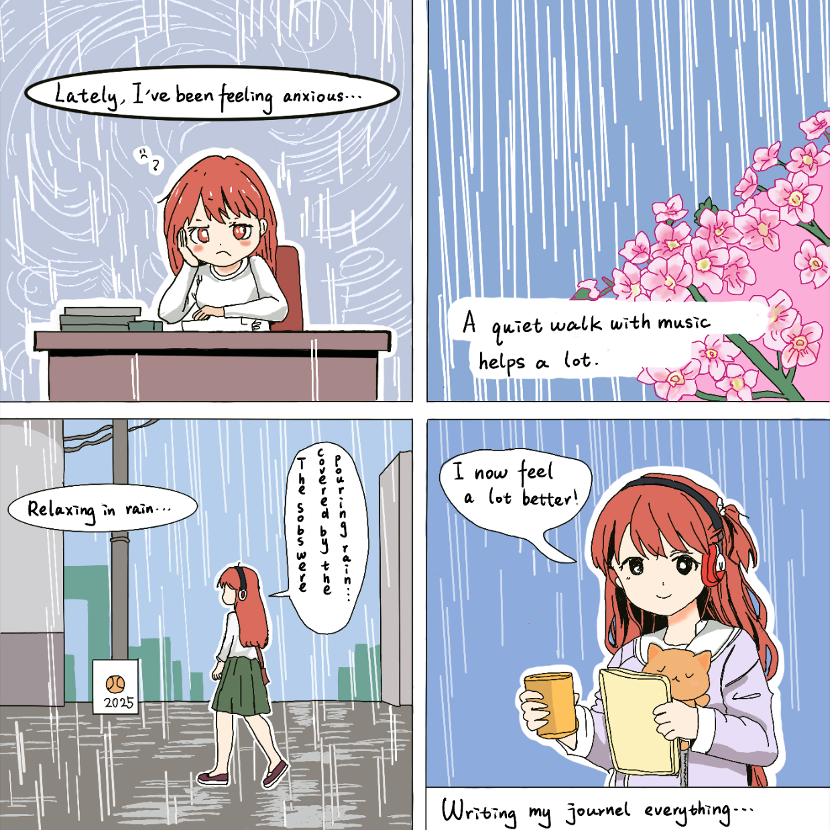 Lately, I've been feeling anxious...
?
A quiet walk with music
helps a lot.
Relaxing in rain...
The sobs were
covered by the
pouring rain...
2025
I now feel
a lot better!
Writing my journel everything...